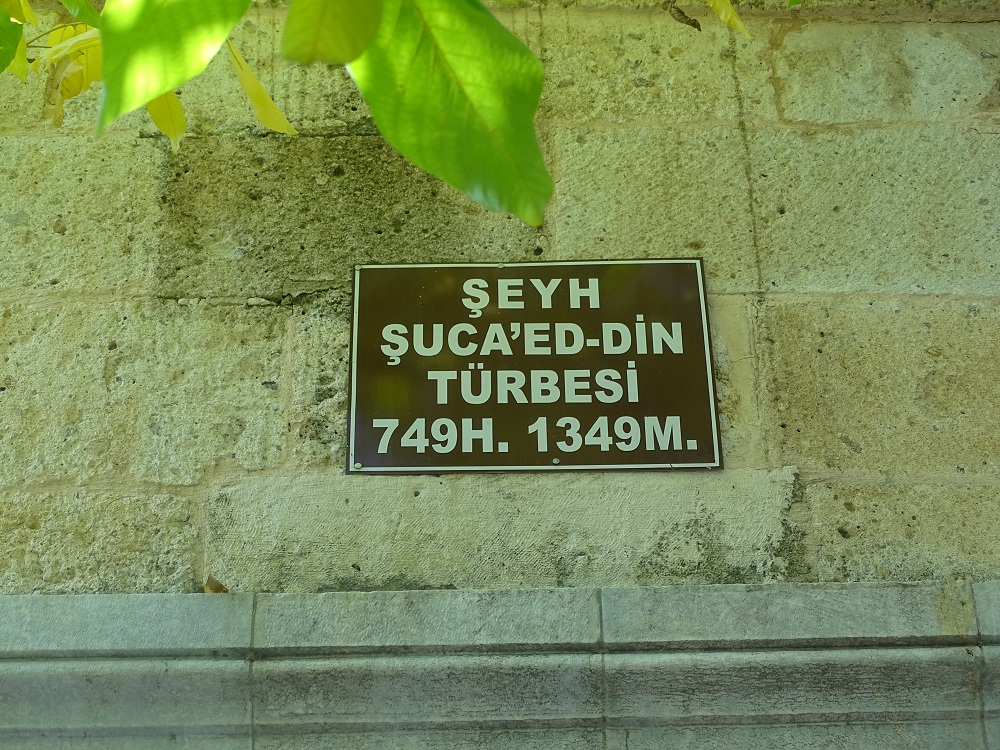 ŞEYH
ŞUCA'ED-DİN
TÜRBESİ
749H. 1349M.